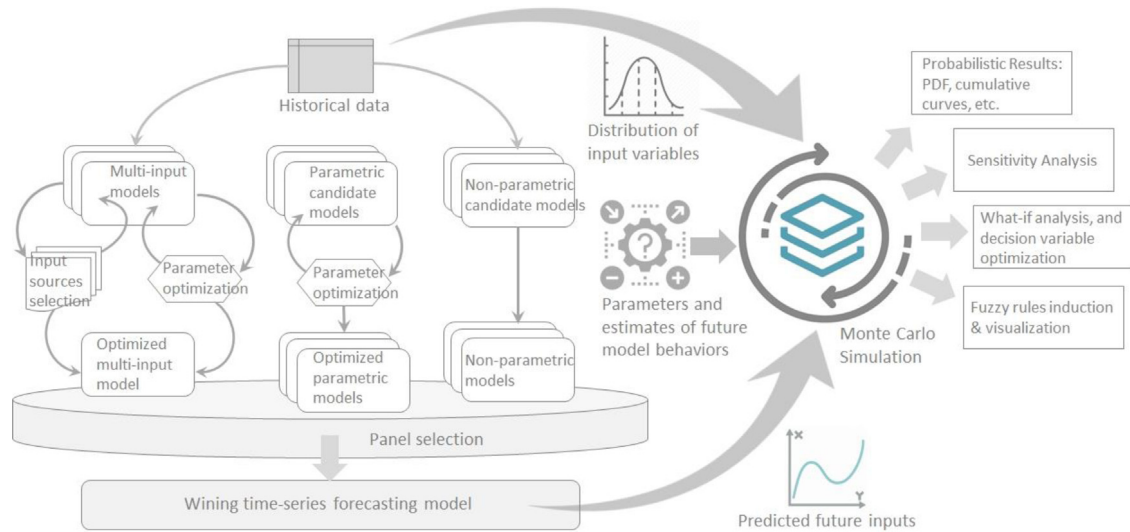 Historical data
Multi-input
models
Input
sources
selection
Parameter
optimization
Optimized
multi-input
model
Parametric
candidate
models
Parameter
optimization
Optimized
parametric
models
Non-parametric
candidate models
Non-parametric
models
Panel selection
Wining time-series forecasting model
Distribution of
input variables
?
Parameters and
estimates of future
model behaviors
X
Y
Predicted future inputs
Monte Carlo
Simulation
Probabilistic Results:
PDF, cumulative
curves, etc.
Sensitivity Analysis
What-if analysis, and
decision variable
optimization
Fuzzy rules induction
& visualization